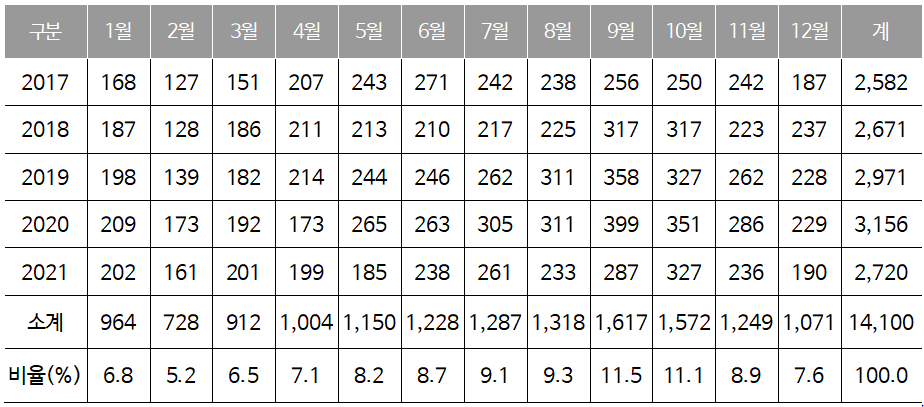 구분 1월 2월 3월 4월 5월 6월 7월 8월 9월 10월 11월 12월 계
2017 168 127 151 207 243 271 242 238 256 250 242 187 2,582
2018 187 128 186 211 213 210 217 225 317 317 223 237 2,671
2019 198 139 182 214 244 246 262 311 358 327 262 228 2,971
2020 209 173 192 173 265 263 305 311 399 351 286 229 3,156
2021 202 161 201 199 185 238 261 233 287 327 236 190 2,720
소계 964 728 912 1,004 1,150 1,228 1,287 1,318 1,617 1,572 1,249 1,071 14,100
비율(%) 6.8 5.2 6.5 7.1 8.2 8.7 9.1 9.3 11.5 11.1 8.9 7.6 100.0